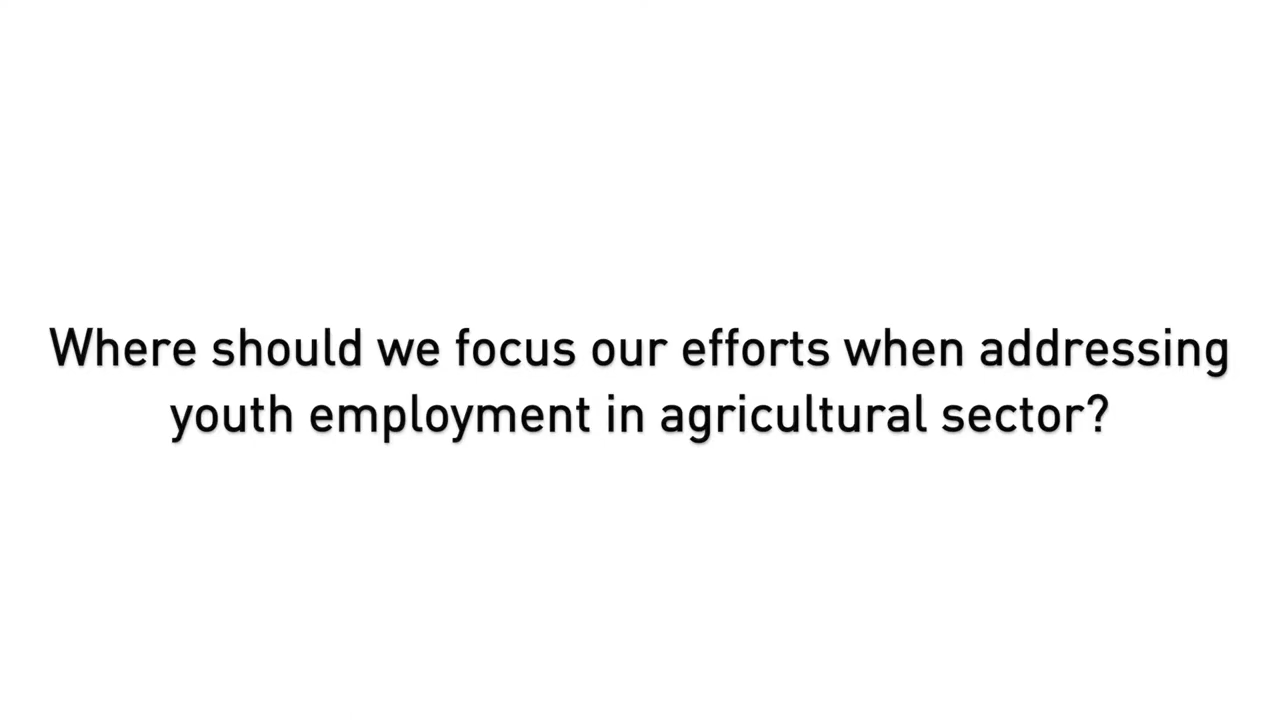 Where should we focus our efforts when addressing
youth employment in agricultural sector?